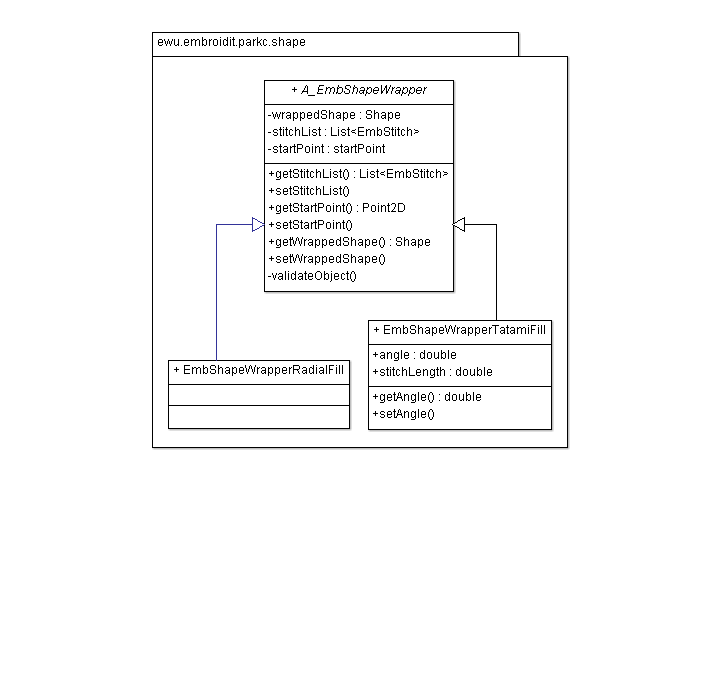 ewu.embroidit.parkc.shape
+ A_EmbShapeWrapper
-wrappedShape : Shape
-stitchList : List<EmbStitch>
-startPoint : startPoint
+getStitchList() : List<EmbStitch>
+setStitchList()
+getStartPoint() : Point2D
+setStartPoint()
+getWrappedShape() : Shape
+setWrappedShape()
-validateObject()
+ EmbShapeWrapperTatamiFill
+angle : double
+stitchLength : double
+getAngle() : double
+setAngle()
+ EmbShapeWrapperRadialFill